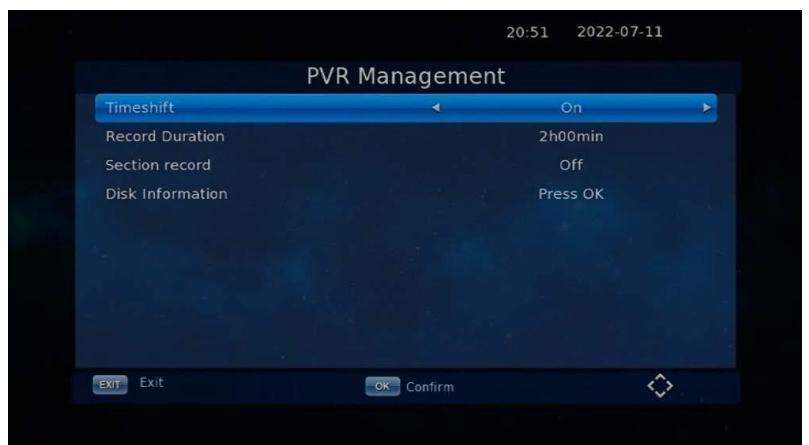 20:51 2022-07-11
PVR Management
Timeshift On
Record Duration 2h00min
Section record Off
Disk Information Press OK
EXIT Exit OK Confirm